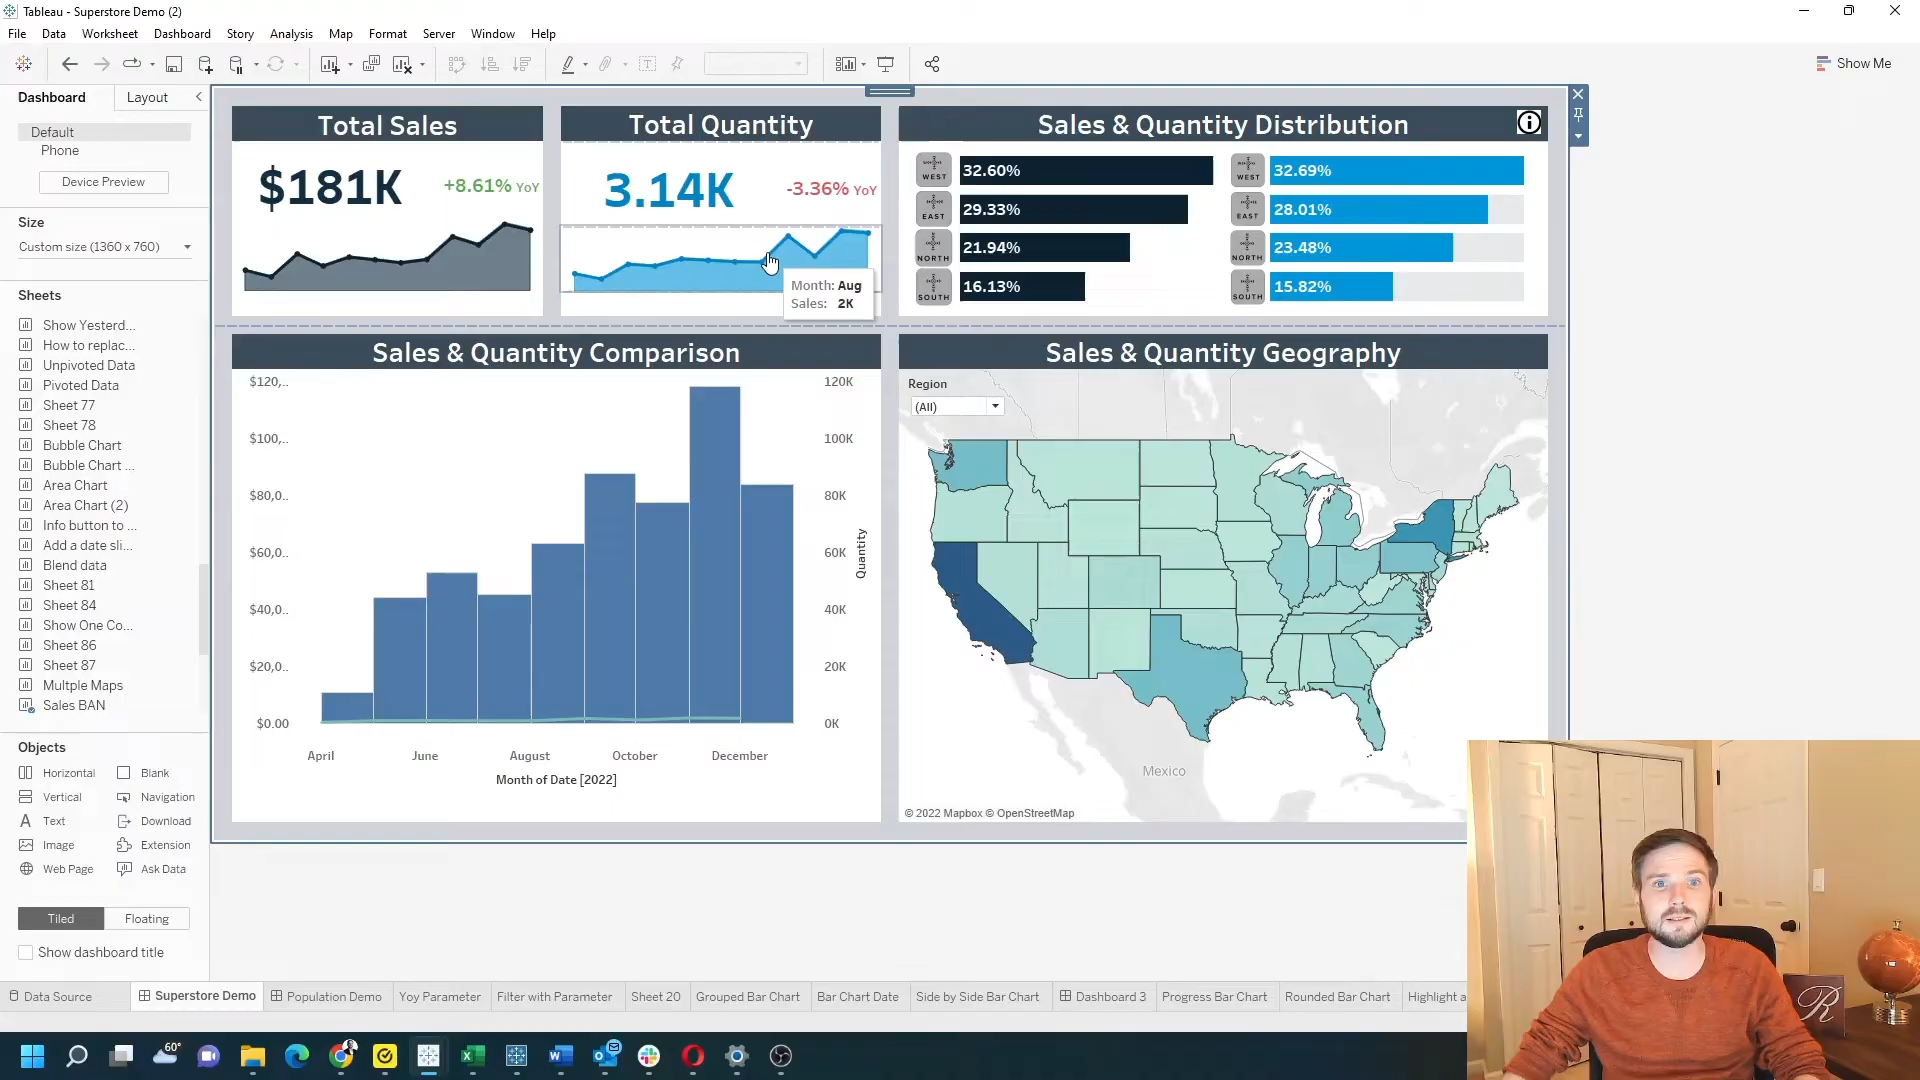 Tableau - Superstore Demo (2)
File Data Worksheet Dashboard Story Analysis Map Format Server Window Help
Show Me
Dashboard Layout
Default
Phone
Device Preview
Size
Custom size (1360 x 760)
Sheets
Show Yesterd...
How to replac...
Unpivoted Data
Pivoted Data
Sheet 77
Sheet 78
Bubble Chart
Bubble Chart ...
Area Chart
Area Chart (2)
Info button to ...
Add a date sli...
Blend data
Sheet 81
Sheet 84
Show One Co...
Sheet 86
Sheet 87
Multple Maps
Sales BAN
Objects
Horizontal Blank
Vertical Navigation
Text Download
Image Extension
Web Page Ask Data
Tiled Floating
Show dashboard title
Total Sales
$181K +8.61% YoY
Total Quantity
3.14K -3.36% YoY
Month: Aug
Sales: 2K
Sales & Quantity Distribution
WEST 32.60% WEST 32.69%
EAST 29.33% EAST 28.01%
NORTH 21.94% NORTH 23.48%
SOUTH 16.13% SOUTH 15.82%
Sales & Quantity Comparison
$120,.. 120K
$100,.. 100K
$80,0.. 80K
$60,0.. 60K
$40,0.. 40K
$20,0.. 20K
$0.00 0K
Quantity
April June August October December
Month of Date [2022]
Sales & Quantity Geography
Region
(All)
Mexico
© 2022 Mapbox © OpenStreetMap
Data Source Superstore Demo Population Demo Yoy Parameter Filter with Parameter Sheet 20 Grouped Bar Chart Bar Chart Date Side by Side Bar Chart Dashboard 3 Progress Bar Chart Rounded Bar Chart Highlight a
60°
R